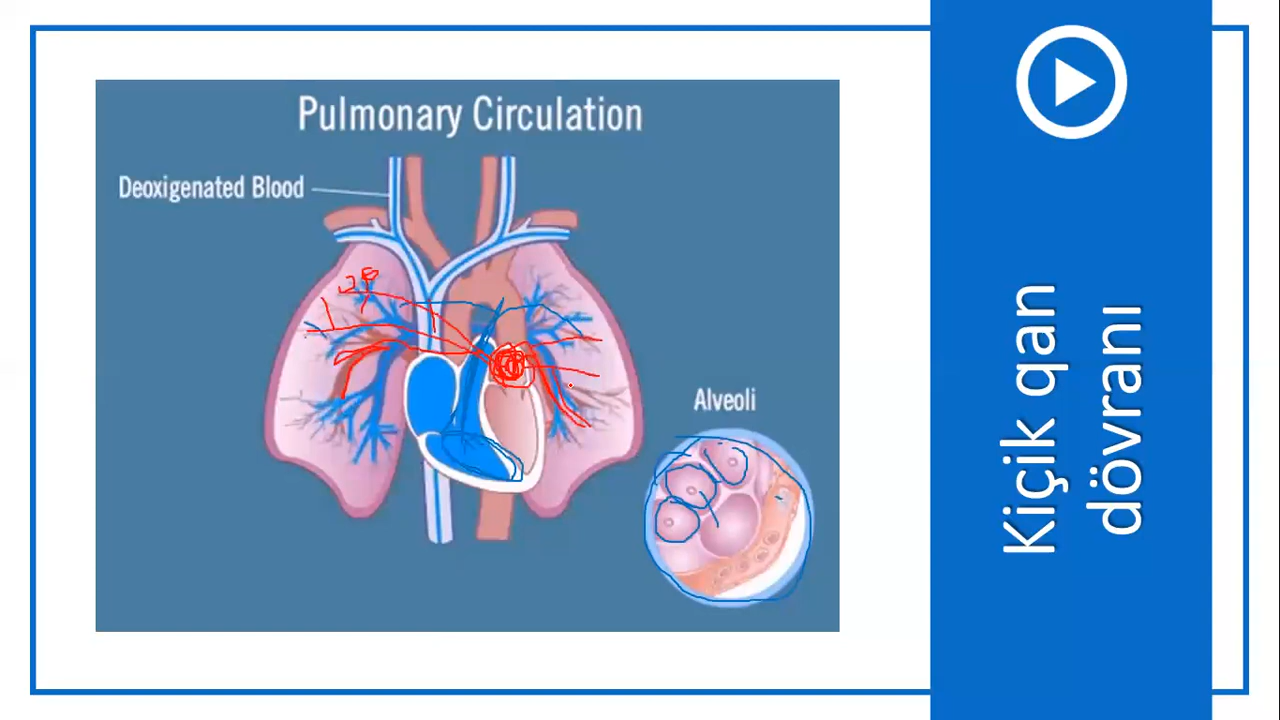 Pulmonary Circulation
Deoxigenated Blood
Alveoli
Kiçik qan
dövranı